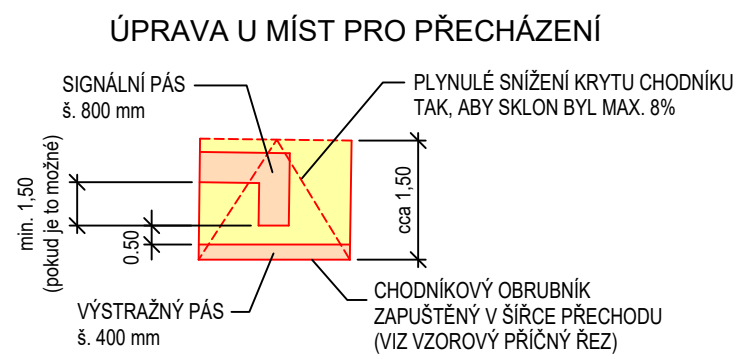 ÚPRAVA U MÍST PRO PŘECHÁZENÍ
SIGNÁLNÍ PÁS
š. 800 mm
PLYNULÉ SNÍŽENÍ KRYTU CHODNÍKU
TAK, ABY SKLON BYL MAX. 8%
min. 1,50
(pokud je to možné)
0.50
cca 1,50
VÝSTRAŽNÝ PÁS
š. 400 mm
CHODNÍKOVÝ OBRUBNÍK
ZAPUŠTĚNÝ V ŠÍŘCE PŘECHODU
(VIZ VZOROVÝ PŘÍČNÝ ŘEZ)